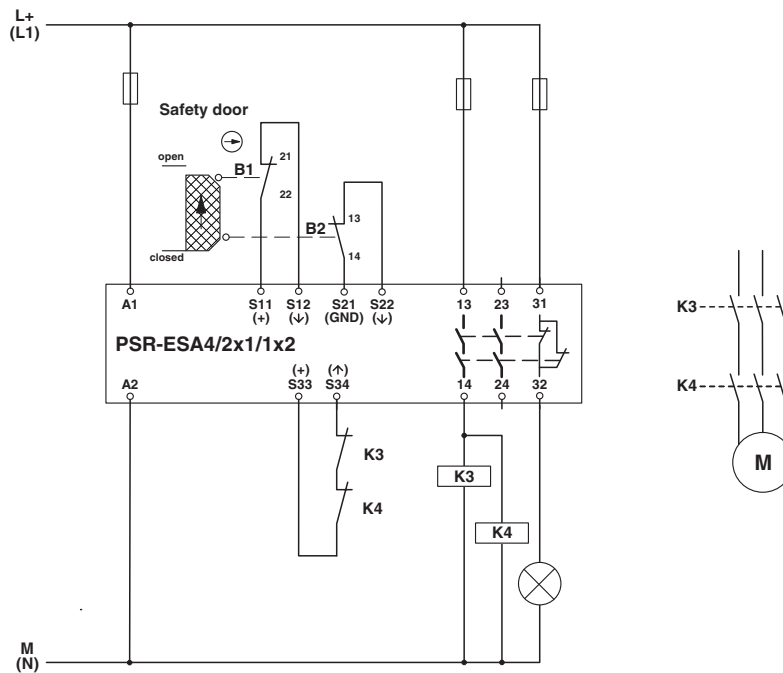 L+
(L1)
Safety door
open
B1
21
22
B2
13
14
closed
A1
S11
(+)
S12
(↓)
S21
(GND)
S22
(↓)
13
23
31
PSR-ESA4/2x1/1x2
(+)
S33
(↑)
S34
A2
14
24
32
K3
K4
K3
K4
K3
K4
M
M
(N)